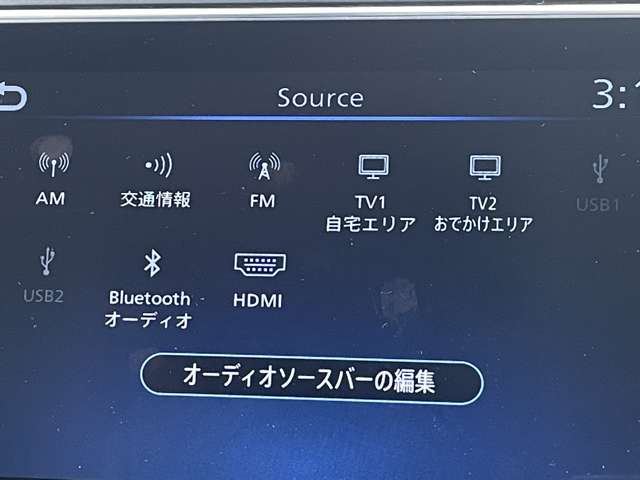 Source
3:1
AM
交通情報
FM
TV1
自宅エリア
TV2
おでかけエリア
USB1
USB2
Bluetooth
オーディオ
HDMI
オーディオソースバーの編集